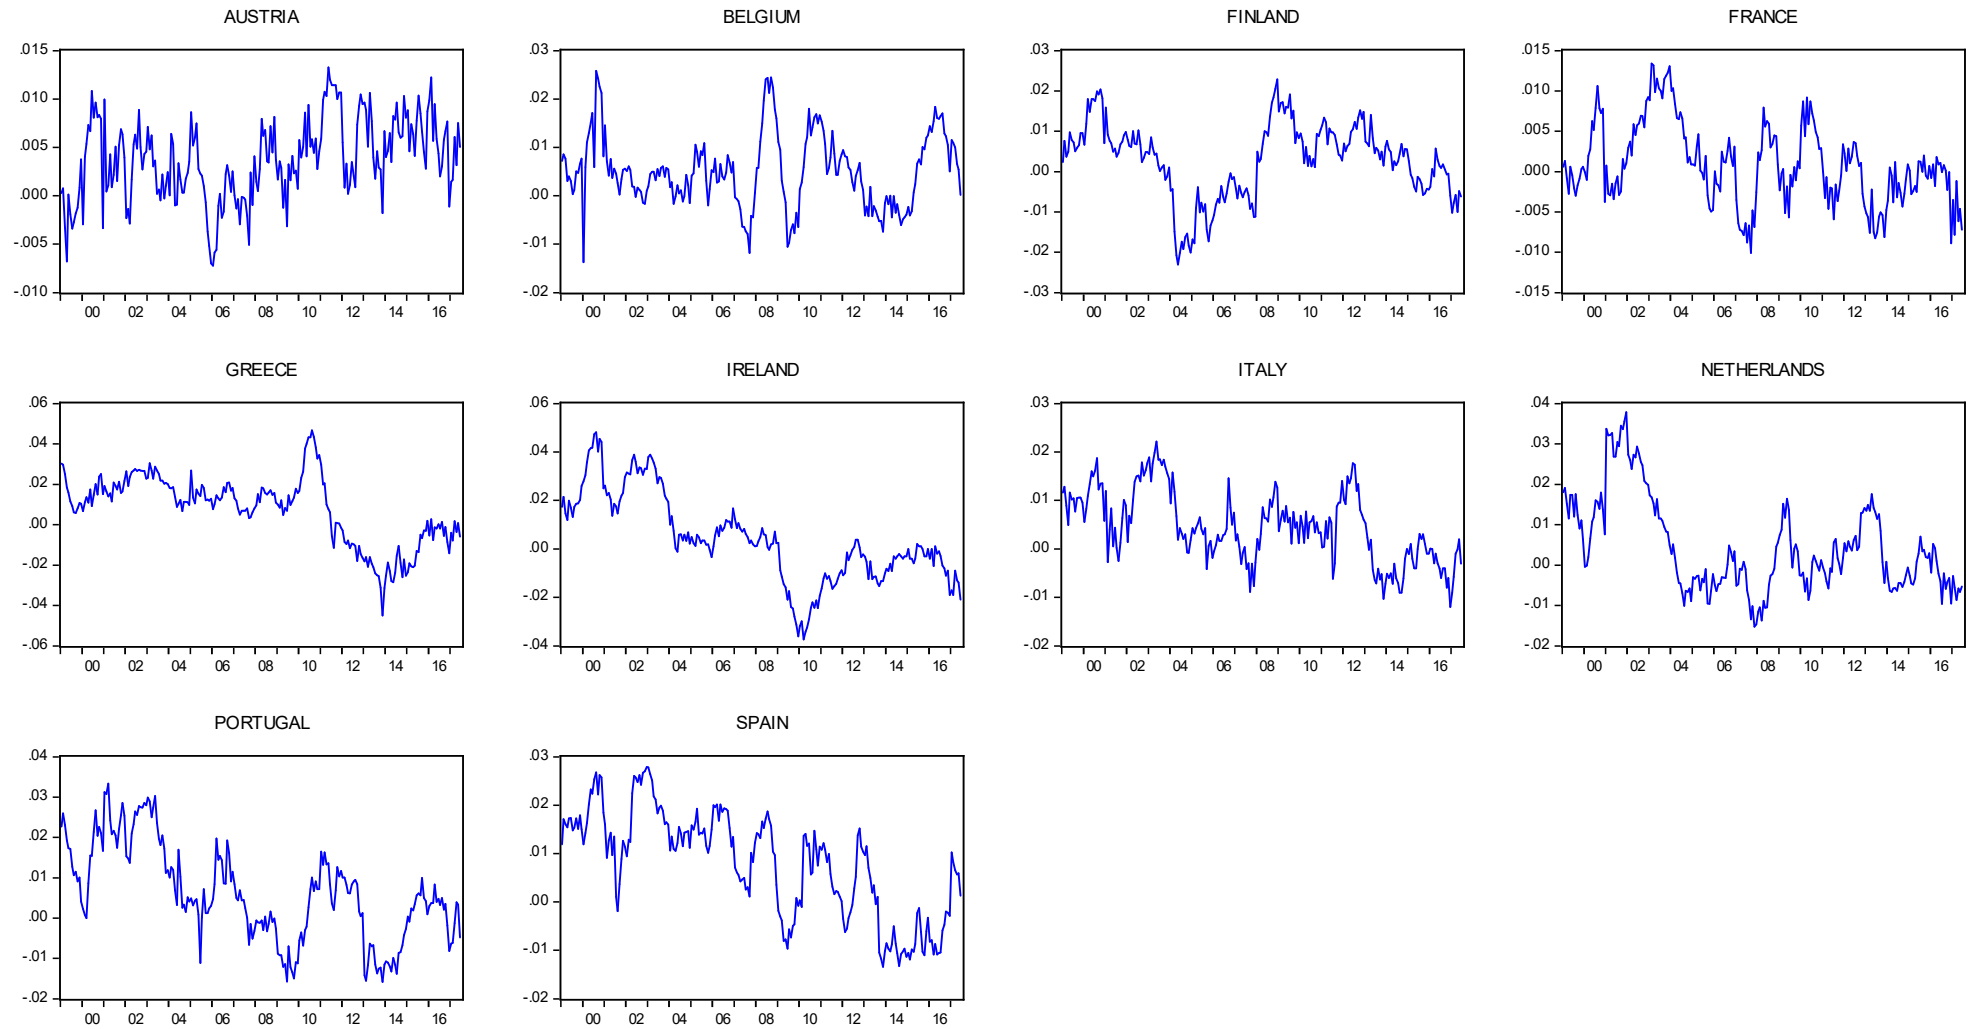 AUSTRIA BELGIUM FINLAND FRANCE
.015 .03 .03 .015
.010 .02 .02 .010
.005 .01 .01 .005
.000 .00 .00 .000
-.005 -.01 -.01 -.005
-.010 -.02 -.02 -.010
-.03 -.015
00 02 04 06 08 10 12 14 16 00 02 04 06 08 10 12 14 16 00 02 04 06 08 10 12 14 16 00 02 04 06 08 10 12 14 16
GREECE IRELAND ITALY NETHERLANDS
.06 .06 .03 .04
.04 .04 .02 .03
.02 .02 .01 .02
.00 .00 .00 .01
-.02 -.02 -.01 .00
-.04 -.04 -.02 -.01
-.06 -.02
00 02 04 06 08 10 12 14 16 00 02 04 06 08 10 12 14 16 00 02 04 06 08 10 12 14 16 00 02 04 06 08 10 12 14 16
PORTUGAL SPAIN
.04 .03
.03 .02
.02 .01
.01 .00
.00 -.01
-.01 -.02
-.02
00 02 04 06 08 10 12 14 16 00 02 04 06 08 10 12 14 16